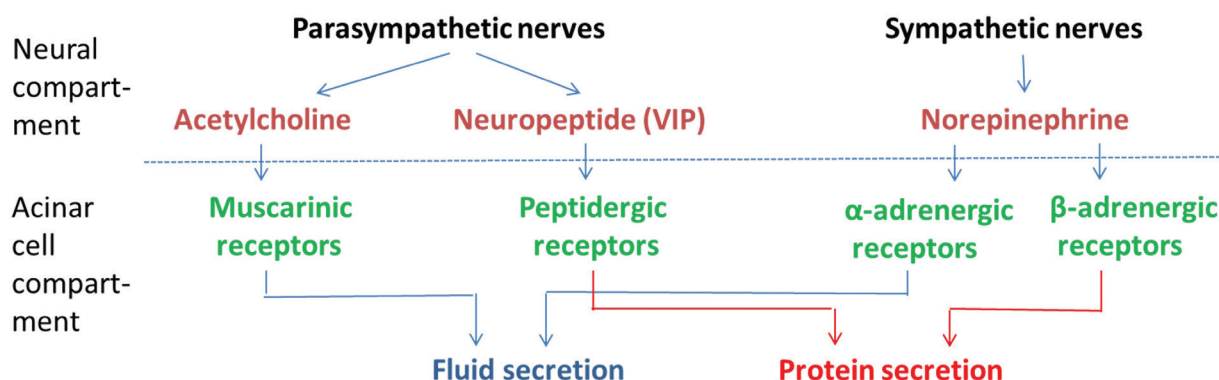 Parasympathetic nerves
Sympathetic nerves
Neural
compart-
ment
Acetylcholine
Neuropeptide (VIP)
Norepinephrine
Acinar
cell
compart-
ment
Muscarinic
receptors
Peptidergic
receptors
α-adrenergic
receptors
β-adrenergic
receptors
Fluid secretion
Protein secretion